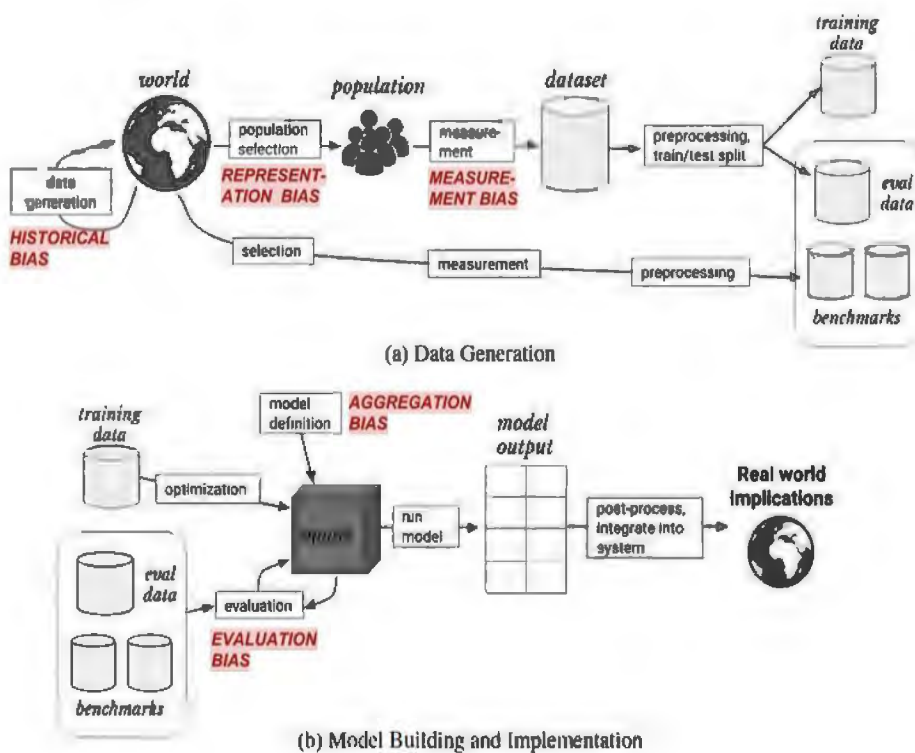 training
data
world
population
dataset
population
selection
measure-
ment
preprocessing,
train/test split
REPRESENT-
ATION BIAS
MEASURE-
MENT BIAS
data
generation
eval
data
HISTORICAL
BIAS
selection
measurement
preprocessing
benchmarks
(a) Data Generation
training
data
model
definition
AGGREGATION
BIAS
model
output
optimization
Real world
implications
run
model
post-process,
integrate into
system
eval
data
evaluation
EVALUATION
BIAS
benchmarks
(b) Model Building and Implementation